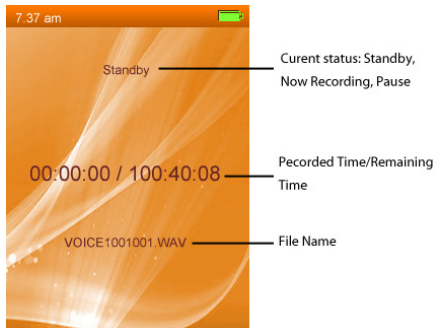 7.37 am
Standby
Curent status: Standby,
Now Recording, Pause
00:00:00 / 100:40:08
Pecorded Time/Remaining
Time
VOICE1001001.WAV
File Name